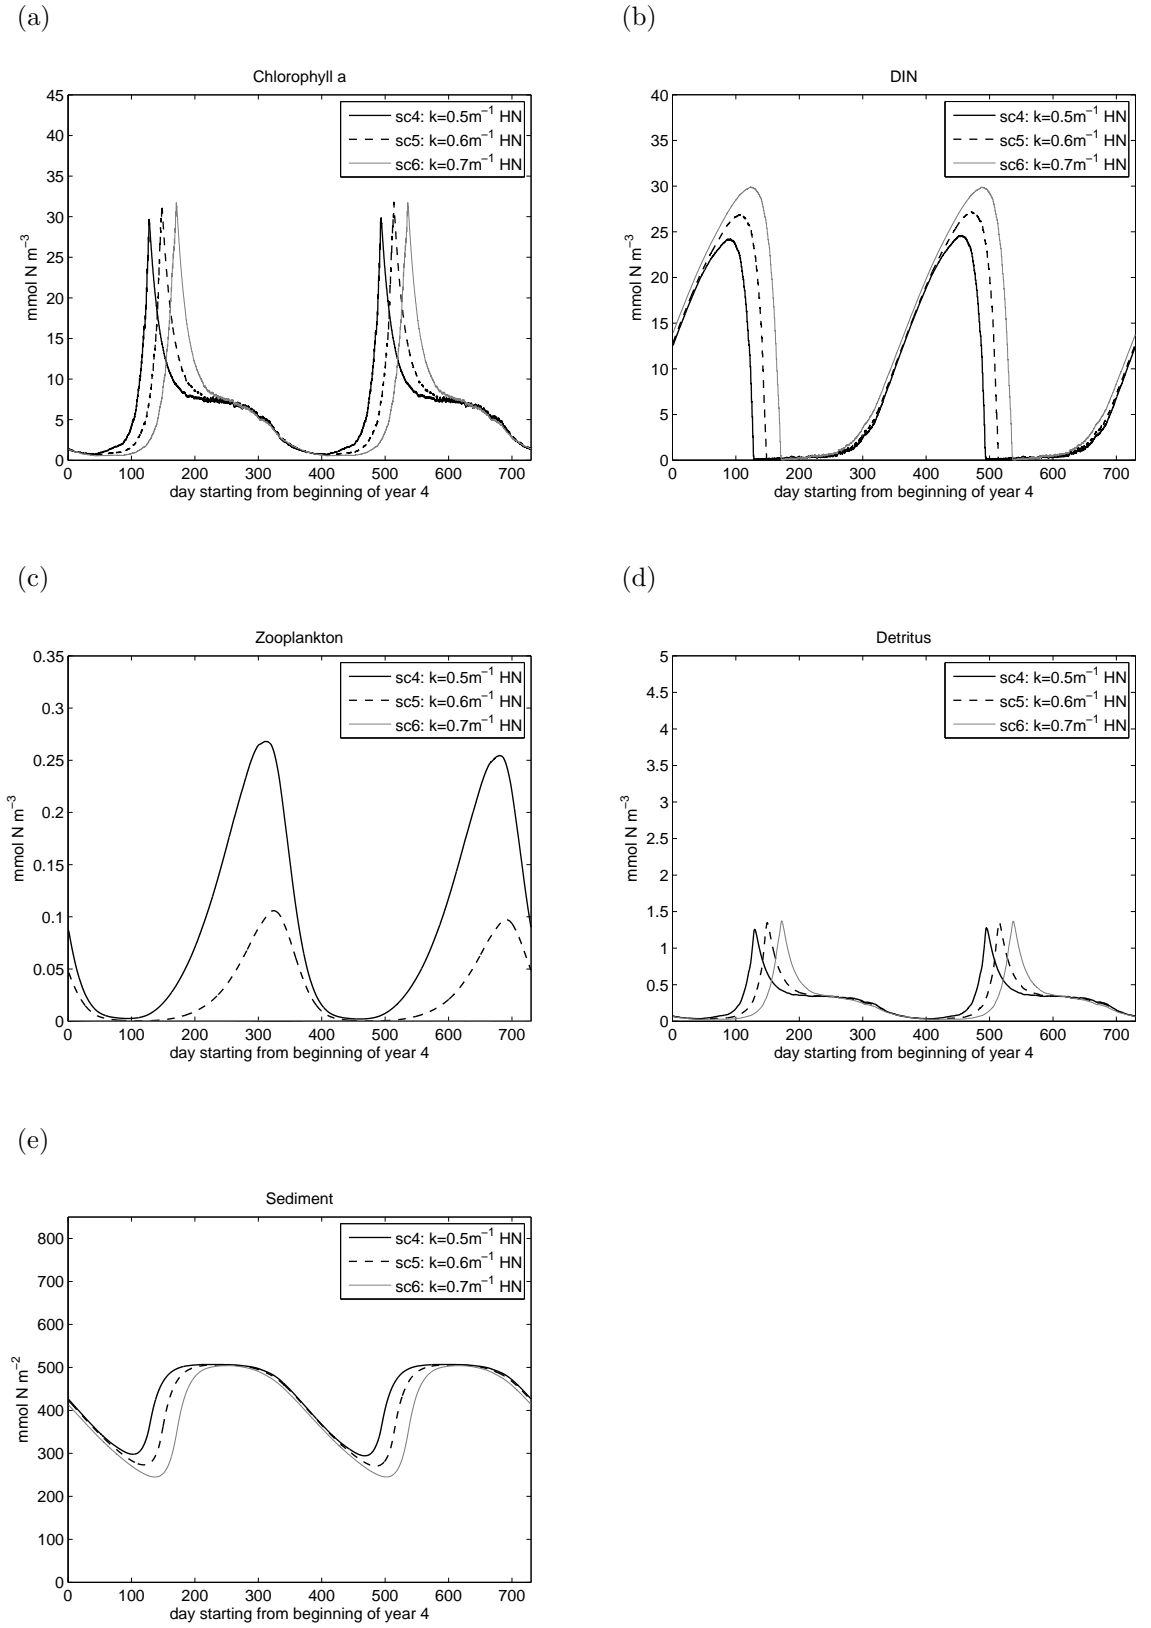 (a)
Chlorophyll a
45
40
35
30
25
20
15
10
5
0
mmol N m⁻³
sc4: k=0.5m⁻¹ HN
sc5: k=0.6m⁻¹ HN
sc6: k=0.7m⁻¹ HN
0 100 200 300 400 500 600 700
day starting from beginning of year 4
(b)
DIN
40
35
30
25
20
15
10
5
0
mmol N m⁻³
sc4: k=0.5m⁻¹ HN
sc5: k=0.6m⁻¹ HN
sc6: k=0.7m⁻¹ HN
0 100 200 300 400 500 600 700
day starting from beginning of year 4
(c)
Zooplankton
0.35
0.3
0.25
0.2
0.15
0.1
0.05
0
mmol N m⁻³
sc4: k=0.5m⁻¹ HN
sc5: k=0.6m⁻¹ HN
sc6: k=0.7m⁻¹ HN
0 100 200 300 400 500 600 700
day starting from beginning of year 4
(d)
Detritus
5
4.5
4
3.5
3
2.5
2
1.5
1
0.5
0
mmol N m⁻³
sc4: k=0.5m⁻¹ HN
sc5: k=0.6m⁻¹ HN
sc6: k=0.7m⁻¹ HN
0 100 200 300 400 500 600 700
day starting from beginning of year 4
(e)
Sediment
800
700
600
500
400
300
200
100
0
mmol N m⁻²
sc4: k=0.5m⁻¹ HN
sc5: k=0.6m⁻¹ HN
sc6: k=0.7m⁻¹ HN
0 100 200 300 400 500 600 700
day starting from beginning of year 4